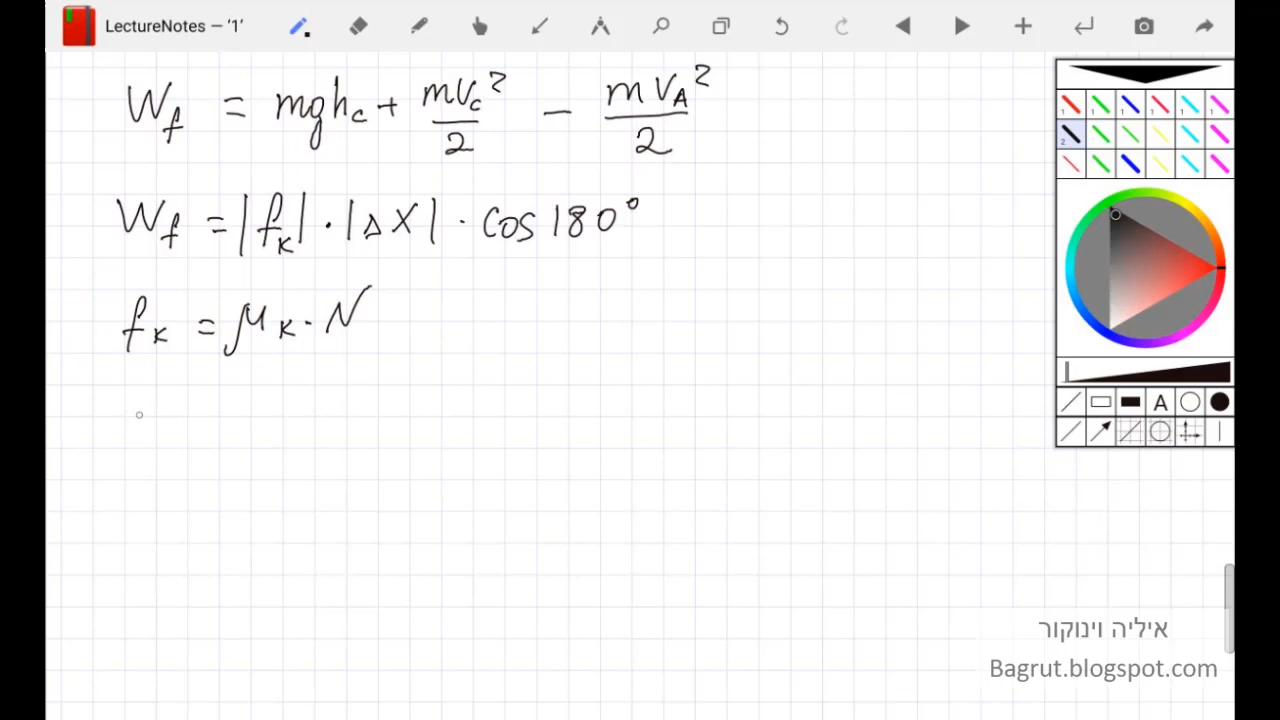 LectureNotes – ‘1’
W_f = mgh_c + mV_c²/2 − mV_A²/2
W_f = |f_K| · |ΔX| · cos 180°
f_K = μ_K · N
A
איליה וינוקור
Bagrut.blogspot.com